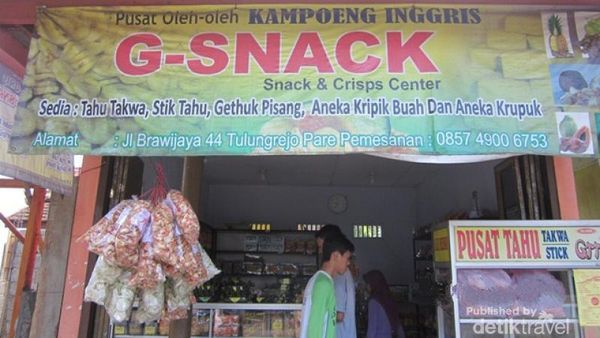 Pusat Oleh-oleh KAMPOENG INGGRIS
G-SNACK
Snack & Crisps Center
Sedia : Tahu Takwa, Stik Tahu, Gethuk Pisang, Aneka Kripik Buah Dan Aneka Krupuk
Alamat : Jl Brawijaya 44 Tulungrejo Pare Pemesanan : 0857 4900 6753
PUSAT TAHU TAKWA STICK
Published by
detiktravel